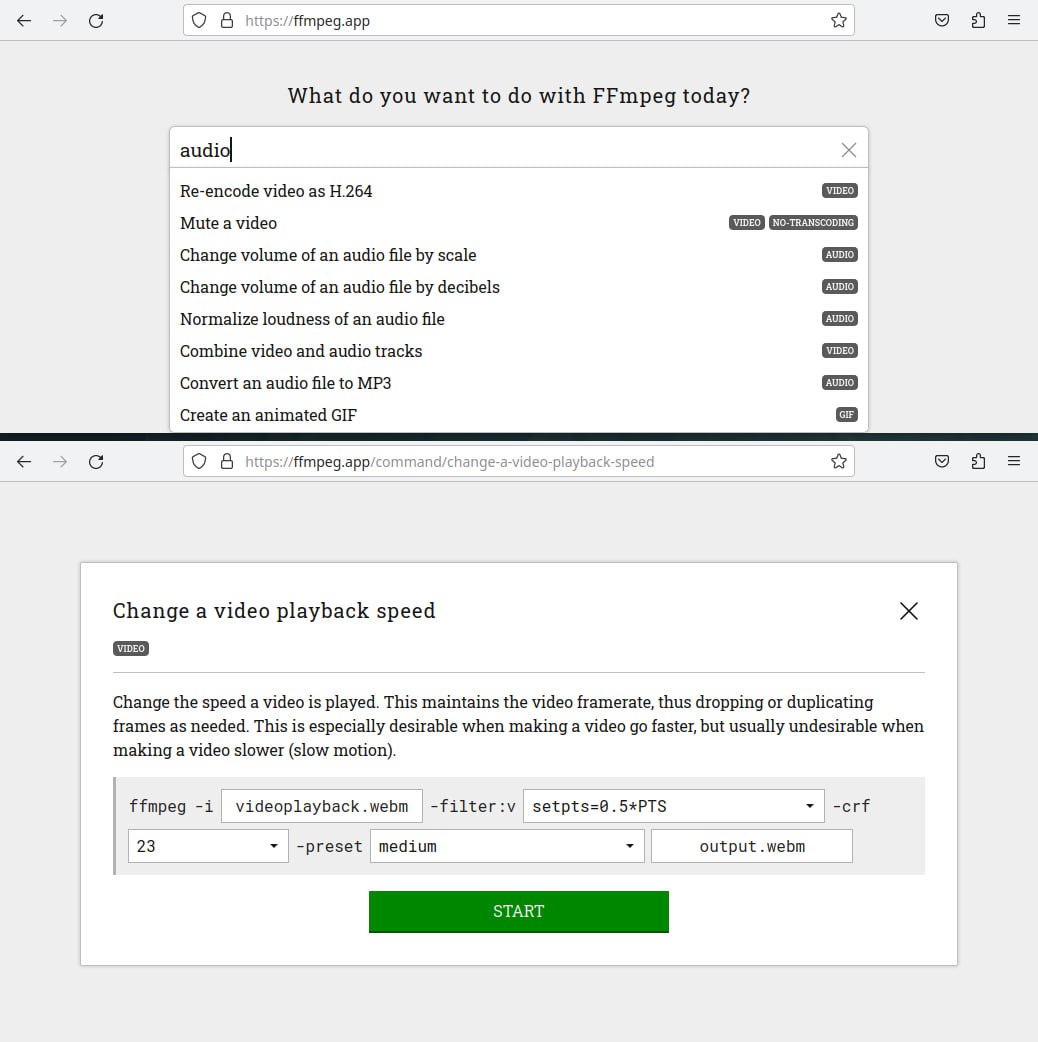 https://ffmpeg.app
What do you want to do with FFmpeg today?
audio
Re-encode video as H.264 VIDEO
Mute a video VIDEO NO-TRANSCODING
Change volume of an audio file by scale AUDIO
Change volume of an audio file by decibels AUDIO
Normalize loudness of an audio file AUDIO
Combine video and audio tracks VIDEO
Convert an audio file to MP3 AUDIO
Create an animated GIF GIF
https://ffmpeg.app/command/change-a-video-playback-speed
Change a video playback speed
VIDEO
Change the speed a video is played. This maintains the video framerate, thus dropping or duplicating
frames as needed. This is especially desirable when making a video go faster, but usually undesirable when
making a video slower (slow motion).
ffmpeg -i videoplayback.webm -filter:v setpts=0.5*PTS -crf
23 -preset medium output.webm
START